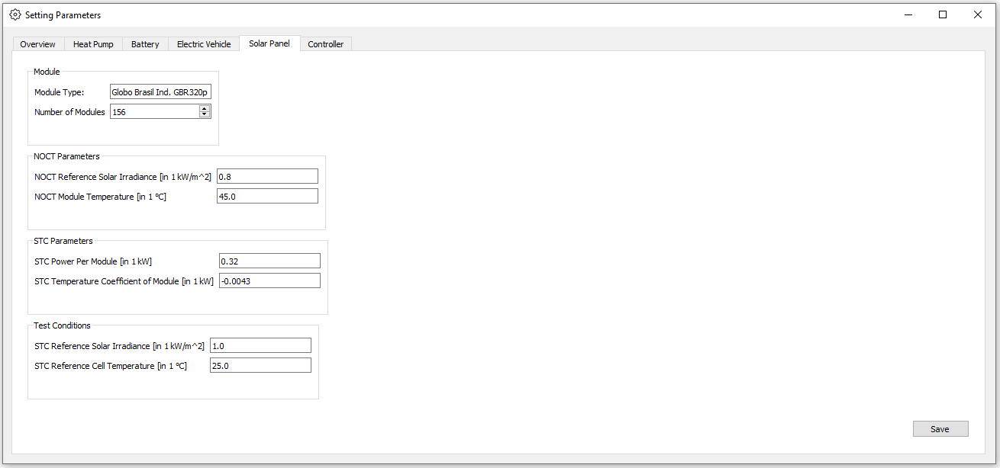 Setting Parameters
Overview Heat Pump Battery Electric Vehicle Solar Panel Controller
Module
Module Type: Globo Brasil Ind. GBR320p
Number of Modules 156
NOCT Parameters
NOCT Reference Solar Irradiance [in 1 kW/m^2] 0.8
NOCT Module Temperature [in 1 °C] 45.0
STC Parameters
STC Power Per Module [in 1 kW] 0.32
STC Temperature Coefficient of Module [in 1 kW] -0.0043
Test Conditions
STC Reference Solar Irradiance [in 1 kW/m^2] 1.0
STC Reference Cell Temperature [in 1 °C] 25.0
Save